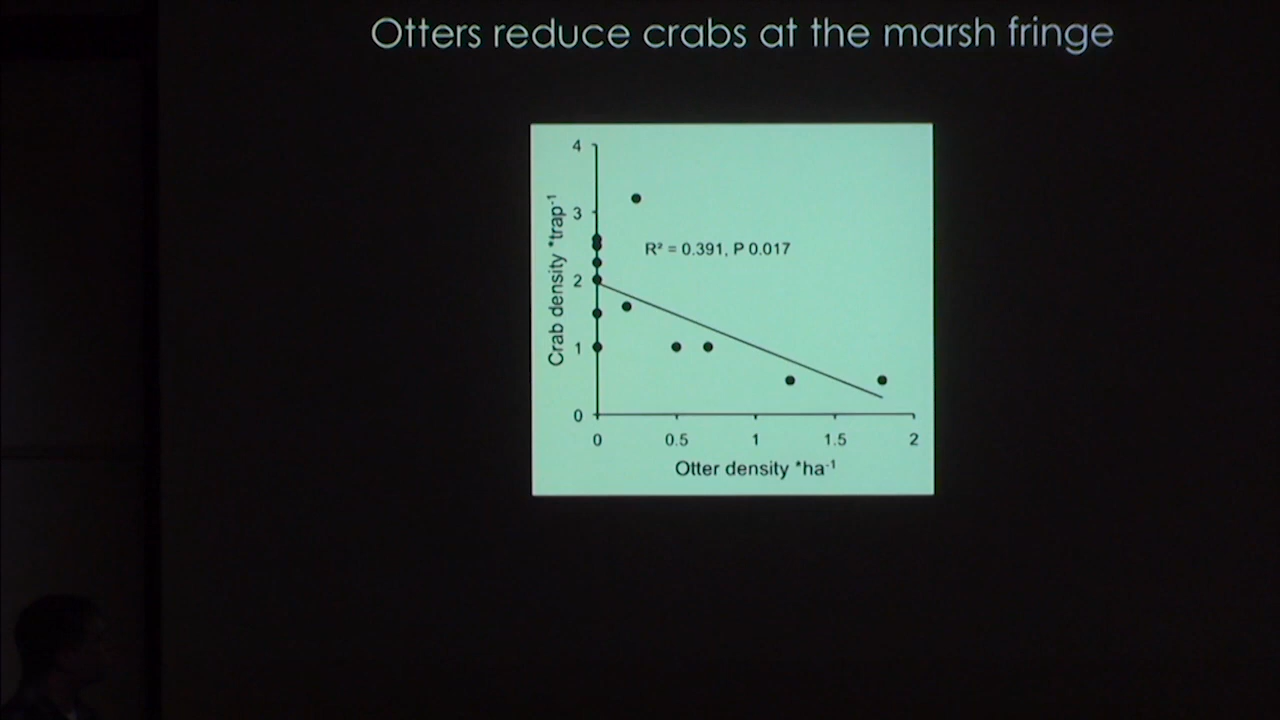 Otters reduce crabs at the marsh fringe
4
3
2
1
0
Crab density *trap⁻¹
R² = 0.391, P 0.017
0 0.5 1 1.5 2
Otter density *ha⁻¹